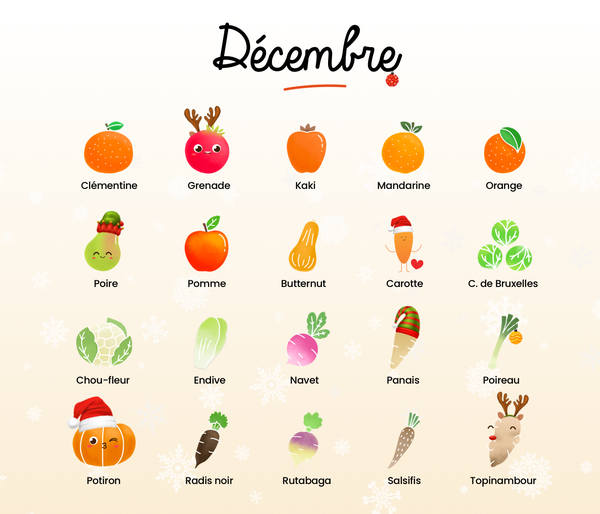 Décembre
Clémentine
Grenade
Kaki
Mandarine
Orange
Poire
Pomme
Butternut
Carotte
C. de Bruxelles
Chou-fleur
Endive
Navet
Panais
Poireau
Potiron
Radis noir
Rutabaga
Salsifis
Topinambour